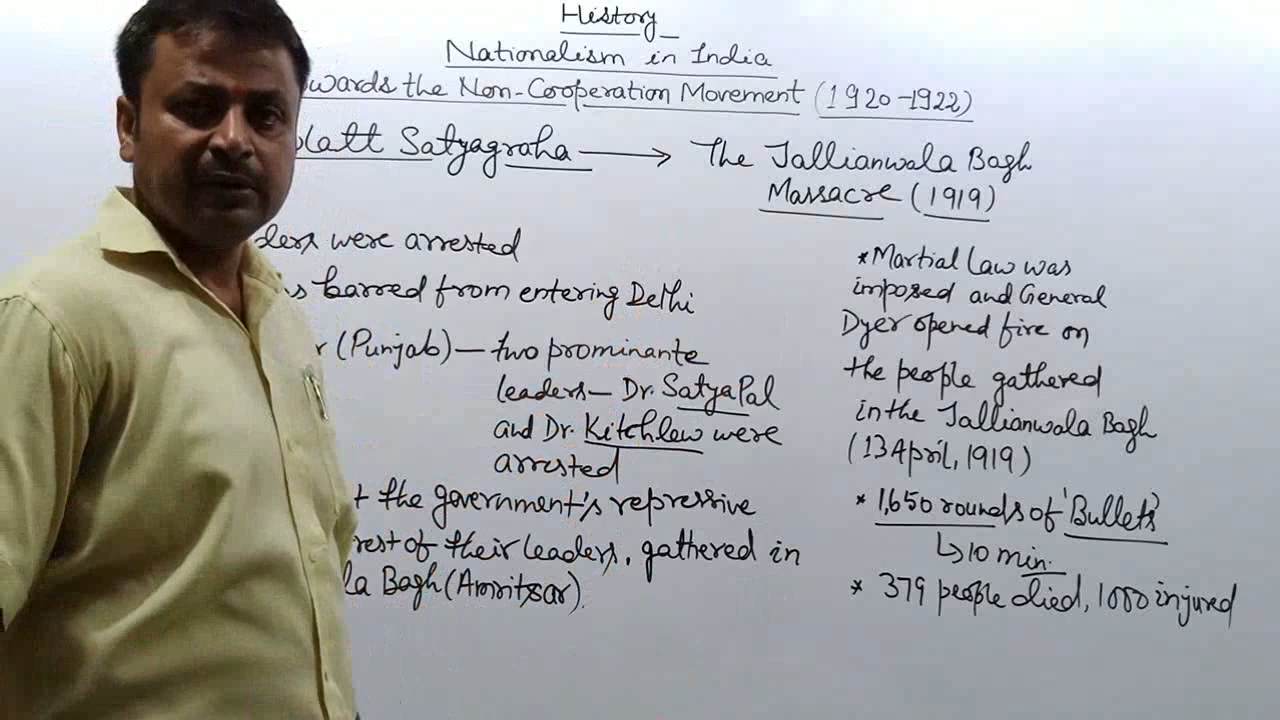 History
Nationalism in India
wards the Non-Cooperation Movement (1920-1922)
latt Satyagraha → The Jallianwala Bagh
Massacre (1919)
ders were arrested
s barred from entering Delhi
r (Punjab) - two prominante
leaders - Dr. SatyaPal
and Dr. Kitchlew were
arrested
t the government's repressive
rest of their leaders, gathered in
la Bagh (Amritsar).
* Martial Law was
imposed and General
Dyer opened fire on
the people gathered
in the Jallianwala Bagh
(13 April, 1919)
* 1,650 rounds of 'Bullets'
↳ 10 min.
* 379 people died, 1000 injured